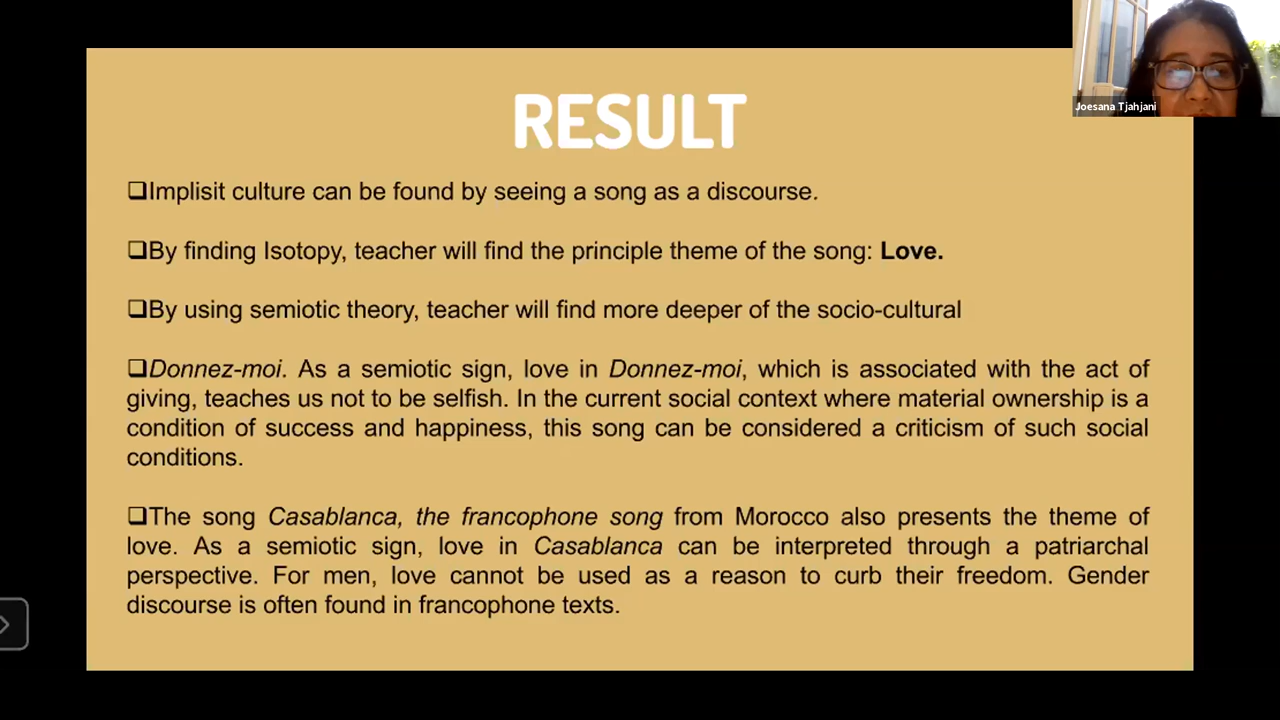 Joesana Tjahjani
RESULT
❑Implisit culture can be found by seeing a song as a discourse.
❑By finding Isotopy, teacher will find the principle theme of the song: Love.
❑By using semiotic theory, teacher will find more deeper of the socio-cultural
❑Donnez-moi. As a semiotic sign, love in Donnez-moi, which is associated with the act of
giving, teaches us not to be selfish. In the current social context where material ownership is a
condition of success and happiness, this song can be considered a criticism of such social
conditions.
❑The song Casablanca, the francophone song from Morocco also presents the theme of
love. As a semiotic sign, love in Casablanca can be interpreted through a patriarchal
perspective. For men, love cannot be used as a reason to curb their freedom. Gender
discourse is often found in francophone texts.